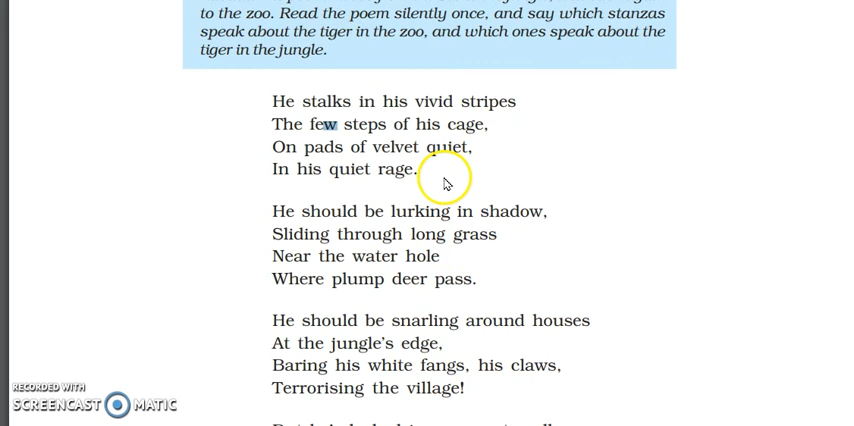 to the zoo. Read the poem silently once, and say which stanzas
speak about the tiger in the zoo, and which ones speak about the
tiger in the jungle.
He stalks in his vivid stripes
The few steps of his cage,
On pads of velvet quiet,
In his quiet rage.
He should be lurking in shadow,
Sliding through long grass
Near the water hole
Where plump deer pass.
He should be snarling around houses
At the jungle's edge,
Baring his white fangs, his claws,
Terrorising the village!
RECORDED WITH
SCREENCAST MATIC